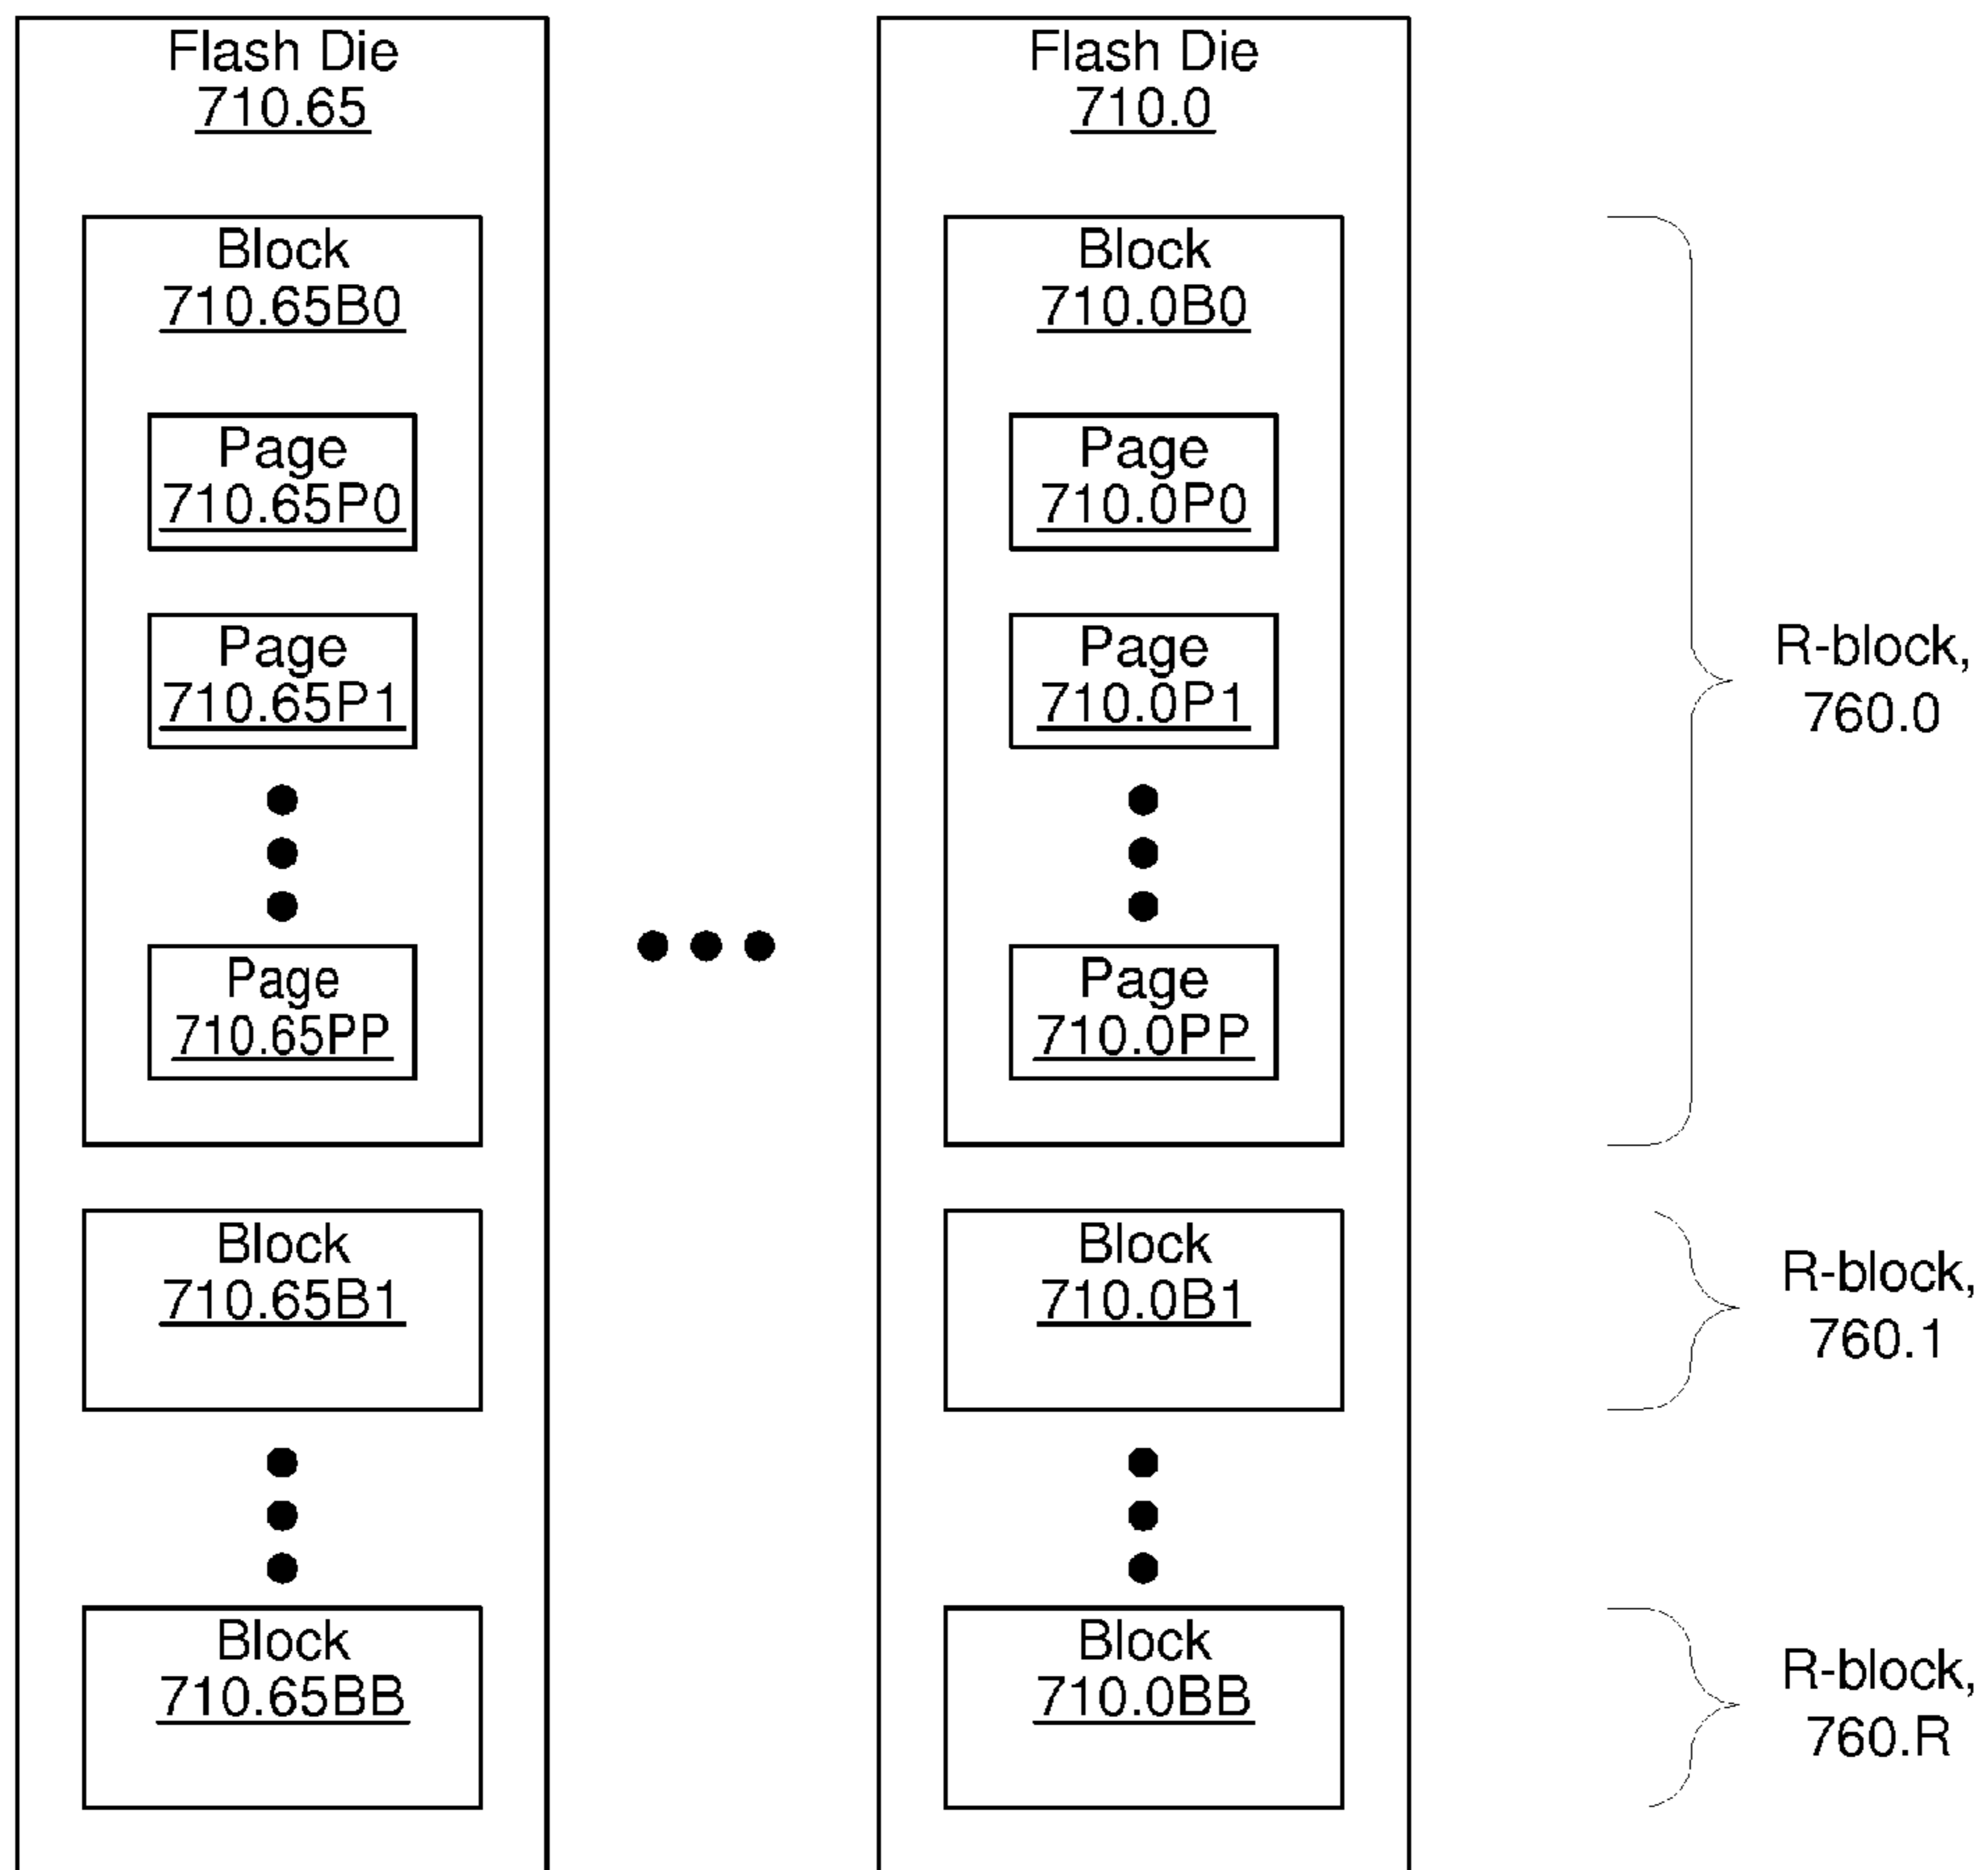 Flash Die
710.65
Block
710.65B0
Page
710.65P0
Page
710.65P1
Page
710.65PP
Block
710.65B1
Block
710.65BB
Flash Die
710.0
Block
710.0B0
Page
710.0P0
Page
710.0P1
Page
710.0PP
Block
710.0B1
Block
710.0BB
R-block,
760.0
R-block,
760.1
R-block,
760.R